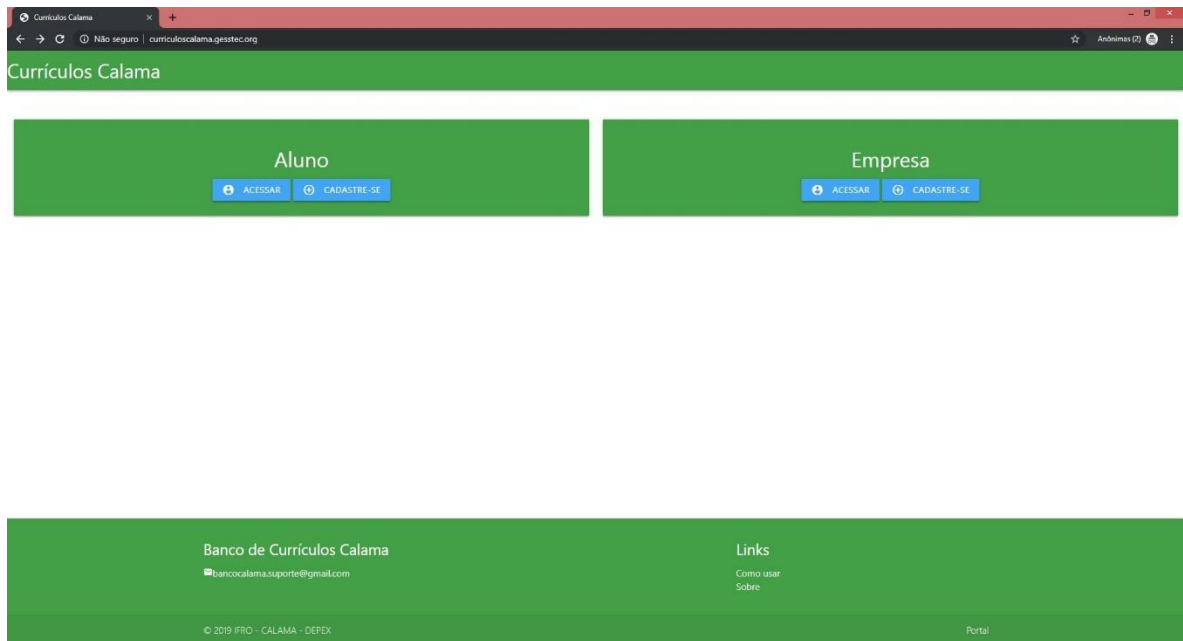 Currículos Calama
Não seguro | curriculoscalama.gesstec.org
Anônimas (2)
Currículos Calama
Aluno
ACESSAR CADASTRE-SE
Empresa
ACESSAR CADASTRE-SE
Banco de Currículos Calama
bancocalama.suporte@gmail.com
Links
Como usar
Sobre
© 2019 IFRO - CALAMA - DEPEX
Portal